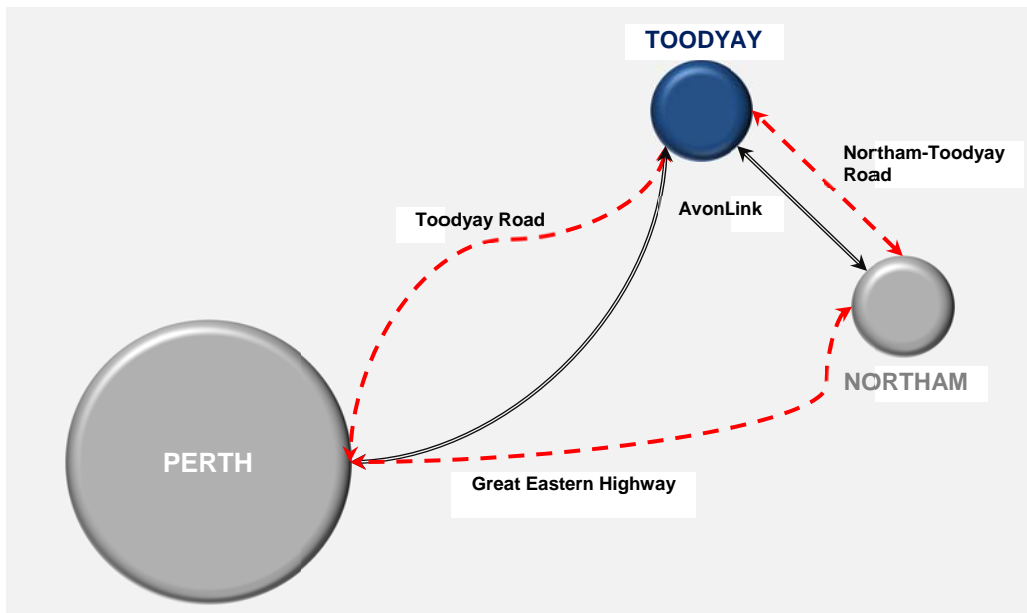 TOODYAY
Northam-Toodyay
Road
Toodyay Road
AvonLink
NORTHAM
PERTH
Great Eastern Highway